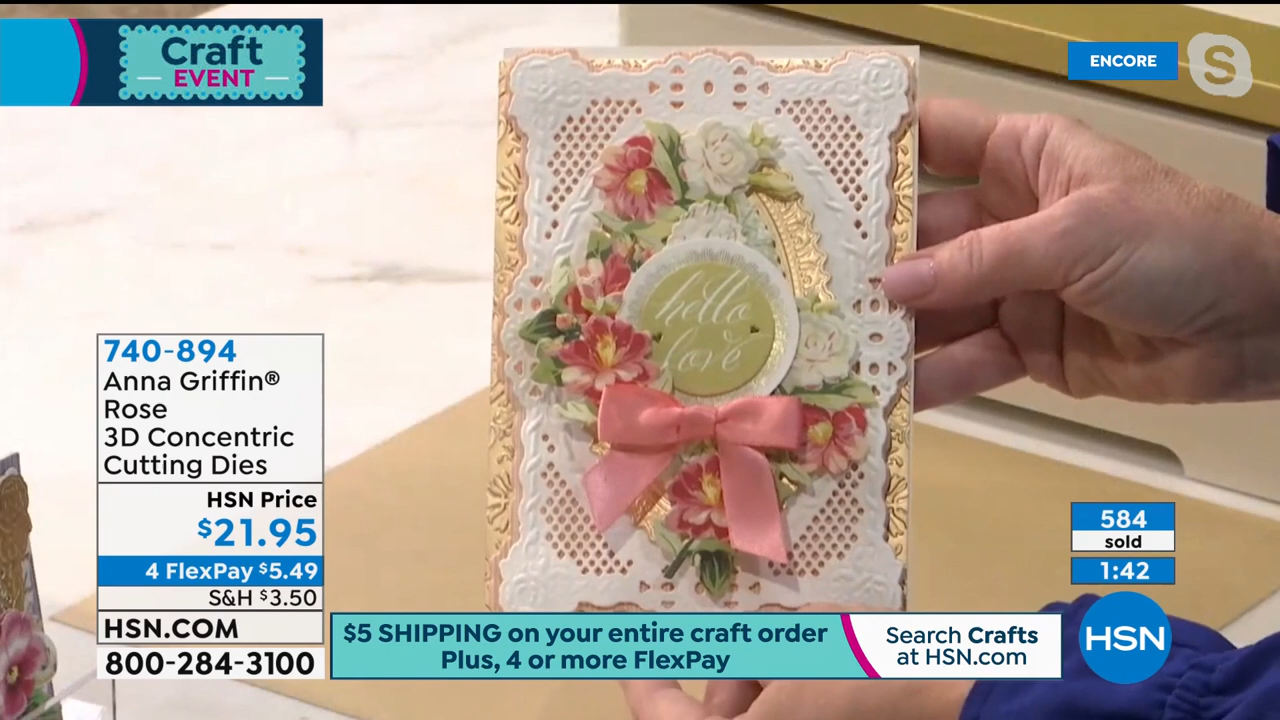 Craft
EVENT
ENCORE
S
hello
love
740-894
Anna Griffin®
Rose
3D Concentric
Cutting Dies
HSN Price
$21.95
4 FlexPay $5.49
S&H $3.50
HSN.COM
800-284-3100
584
sold
1:42
$5 SHIPPING on your entire craft order
Plus, 4 or more FlexPay
Search Crafts
at HSN.com
HSN